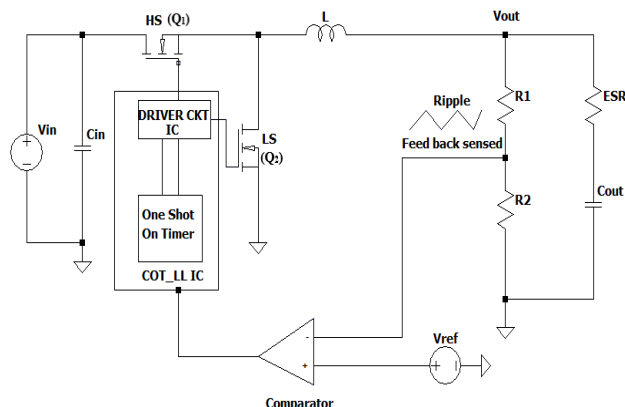 HS (Q₁)
L
Vout
Vin
Cin
DRIVER CKT
IC
LS
(Q₂)
Ripple
Feed back sensed
R1
ESR
R2
Cout
One Shot
On Timer
COT_LL IC
Vref
-
+
Comparator